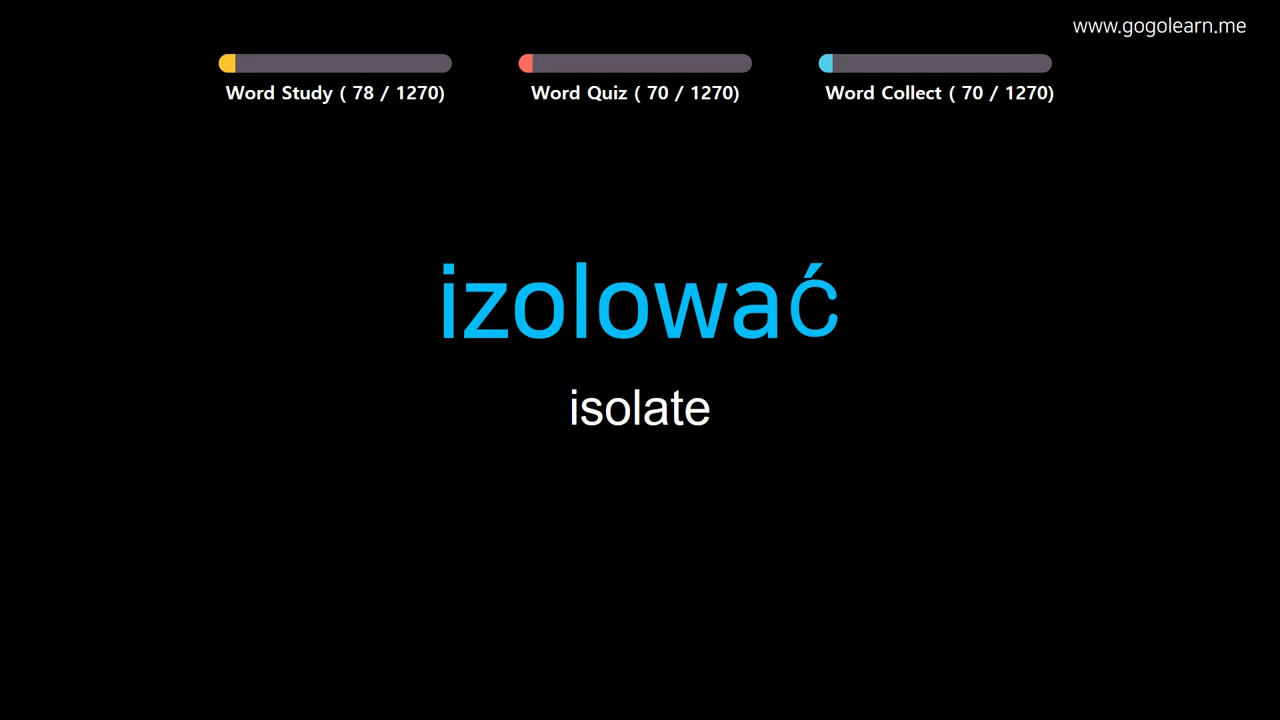 www.gogolearn.me
Word Study ( 78 / 1270)
Word Quiz ( 70 / 1270)
Word Collect ( 70 / 1270)
izolować
isolate